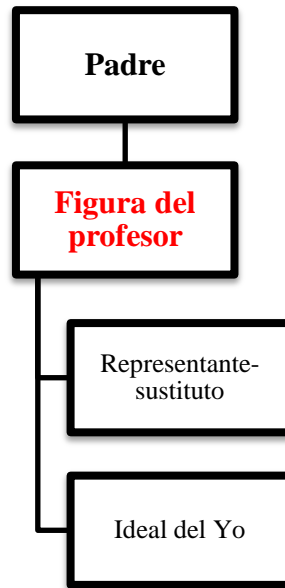 Padre
Figura del
profesor
Representante-
sustituto
Ideal del Yo